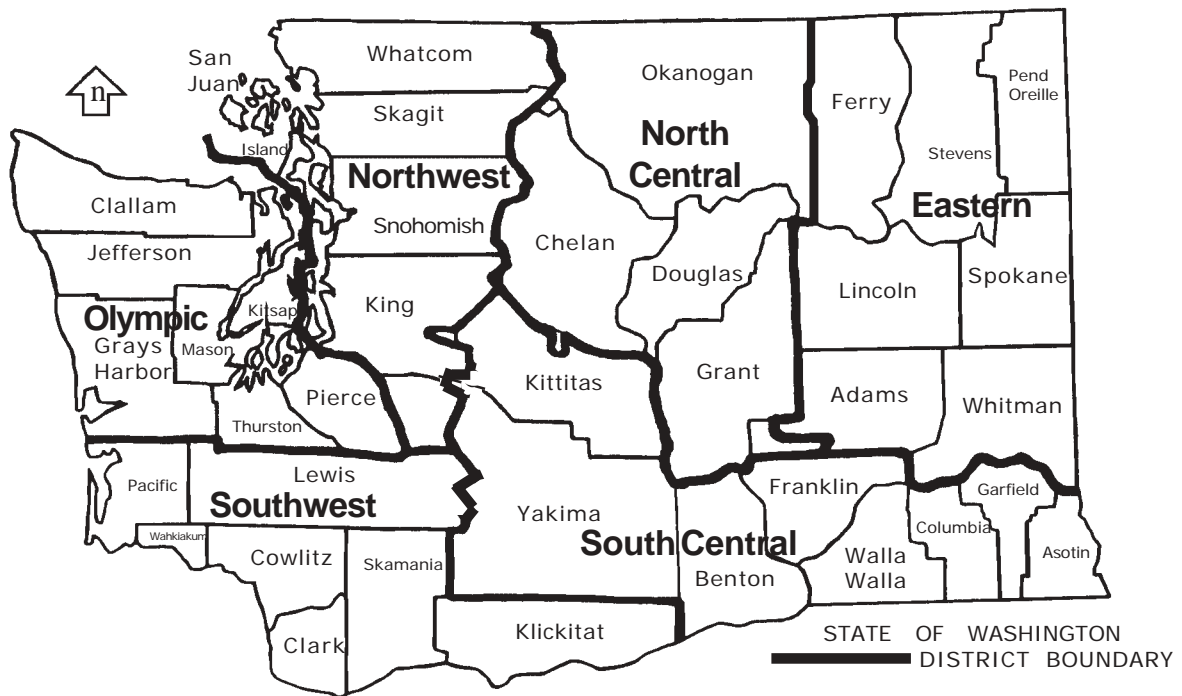 San
Juan
Whatcom
Okanogan
Pend
Oreille
n
Ferry
Skagit
North
Central
Island
Stevens
Northwest
Eastern
Clallam
Snohomish
Chelan
Jefferson
Douglas
Spokane
Lincoln
King
Kitsap
Olympic
Grays
Harbor
Mason
Grant
Kittitas
Adams
Pierce
Whitman
Thurston
Lewis
Pacific
Franklin
Garfield
Southwest
Yakima
Columbia
Wahkiakum
South Central
Cowlitz
Skamania
Walla
Walla
Asotin
Benton
Klickitat
Clark
STATE OF WASHINGTON
DISTRICT BOUNDARY